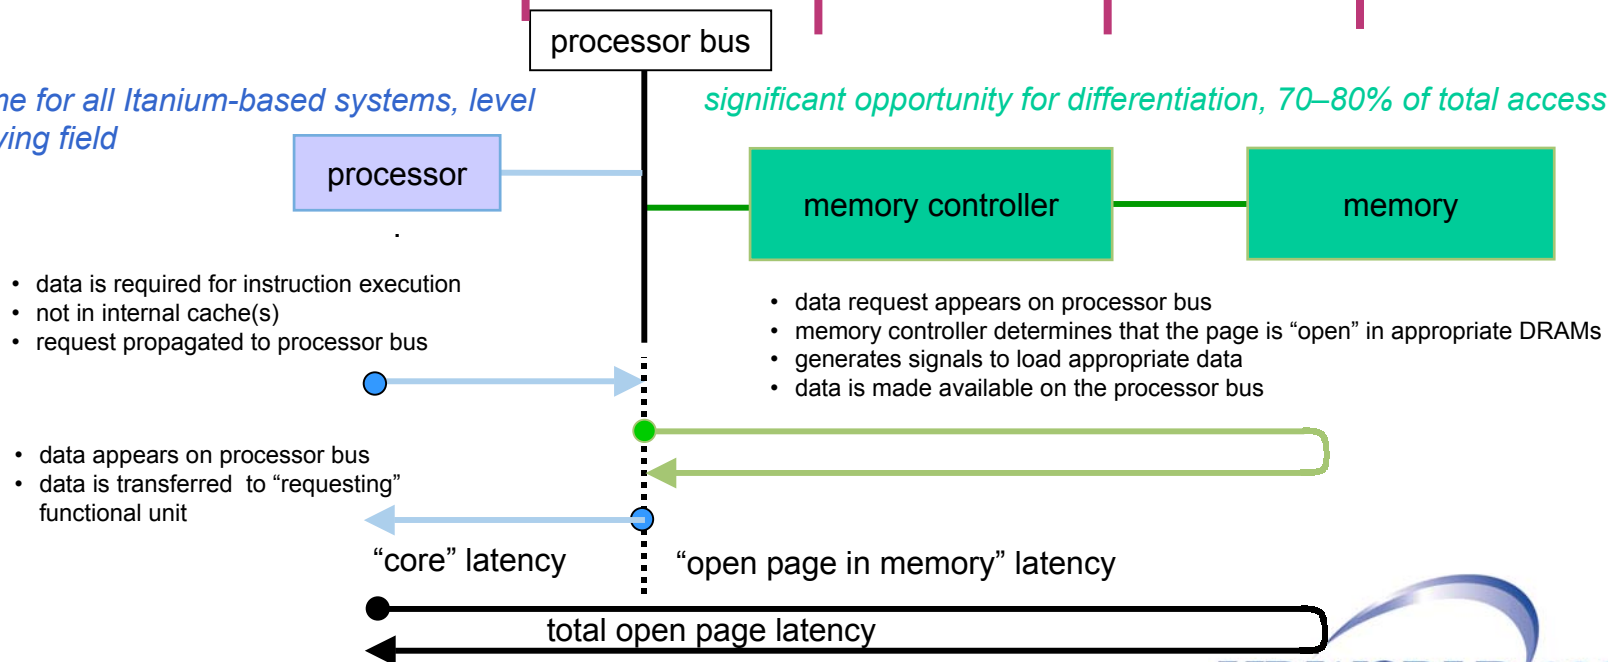 processor bus
for all Itanium-based systems, level
field
significant opportunity for differentiation, 70–80% of total access
processor
memory controller
memory
.
• data is required for instruction execution
• not in internal cache(s)
• request propagated to processor bus
• data request appears on processor bus
• memory controller determines that the page is “open” in appropriate DRAMs
• generates signals to load appropriate data
• data is made available on the processor bus
• data appears on processor bus
• data is transferred to “requesting”
functional unit
“core” latency
“open page in memory” latency
total open page latency